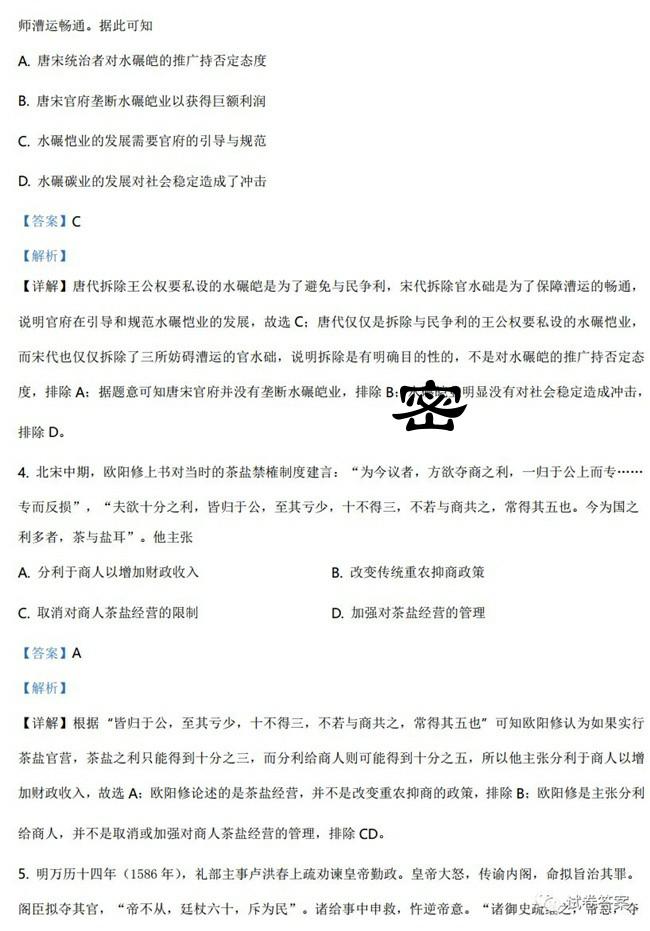 师漕运畅通。据此可知
A. 唐宋统治者对水碾皑的推广持否定态度
B. 唐宋官府垄断水碾皑业以获得巨额利润
C. 水碾恺业的发展需要官府的引导与规范
D. 水碾碳业的发展对社会稳定造成了冲击
【答案】C
【解析】
【详解】唐代拆除王公权要私设的水碾皑是为了避免与民争利，宋代拆除官水础是为了保障漕运的畅通，
说明官府在引导和规范水碾恺业的发展，故选 C；唐代仅仅是拆除与民争利的王公权要私设的水碾恺业，
而宋代也仅仅拆除了三所妨碍漕运的官水础，说明拆除是有明确目的性的，不是对水碾皑的推广持否定态
度，排除 A；据题意可知唐宋官府并没有垄断水碾皑业，排除 B；密明显没有对社会稳定造成冲击，
排除 D。
4. 北宋中期，欧阳修上书对当时的茶盐禁榷制度建言：“为今议者，方欲夺商之利，一归于公上而专……
专而反损”，“夫欲十分之利，皆归于公，至其亏少，十不得三，不若与商共之，常得其五也。今为国之
利多者，茶与盐耳”。他主张
A. 分利于商人以增加财政收入 B. 改变传统重农抑商政策
C. 取消对商人茶盐经营的限制 D. 加强对茶盐经营的管理
【答案】A
【解析】
【详解】根据“皆归于公，至其亏少，十不得三，不若与商共之，常得其五也”可知欧阳修认为如果实行
茶盐官营，茶盐之利只能得到十分之三，而分利给商人则可能得到十分之五，所以他主张分利于商人以增
加财政收入，故选 A；欧阳修论述的是茶盐经营，并不是改变重农抑商的政策，排除 B；欧阳修是主张分利
给商人，并不是取消或加强对商人茶盐经营的管理，排除 CD。
5. 明万历十四年（1586 年），礼部主事卢洪春上疏劝谏皇帝勤政。皇帝大怒，传谕内阁，命拟旨治其罪。
阁臣拟夺其官，“帝不从，廷杖六十，斥为民”。诸给事中申救，忤逆帝意。“诸御史疏继之，帝怒，夺
试卷答案